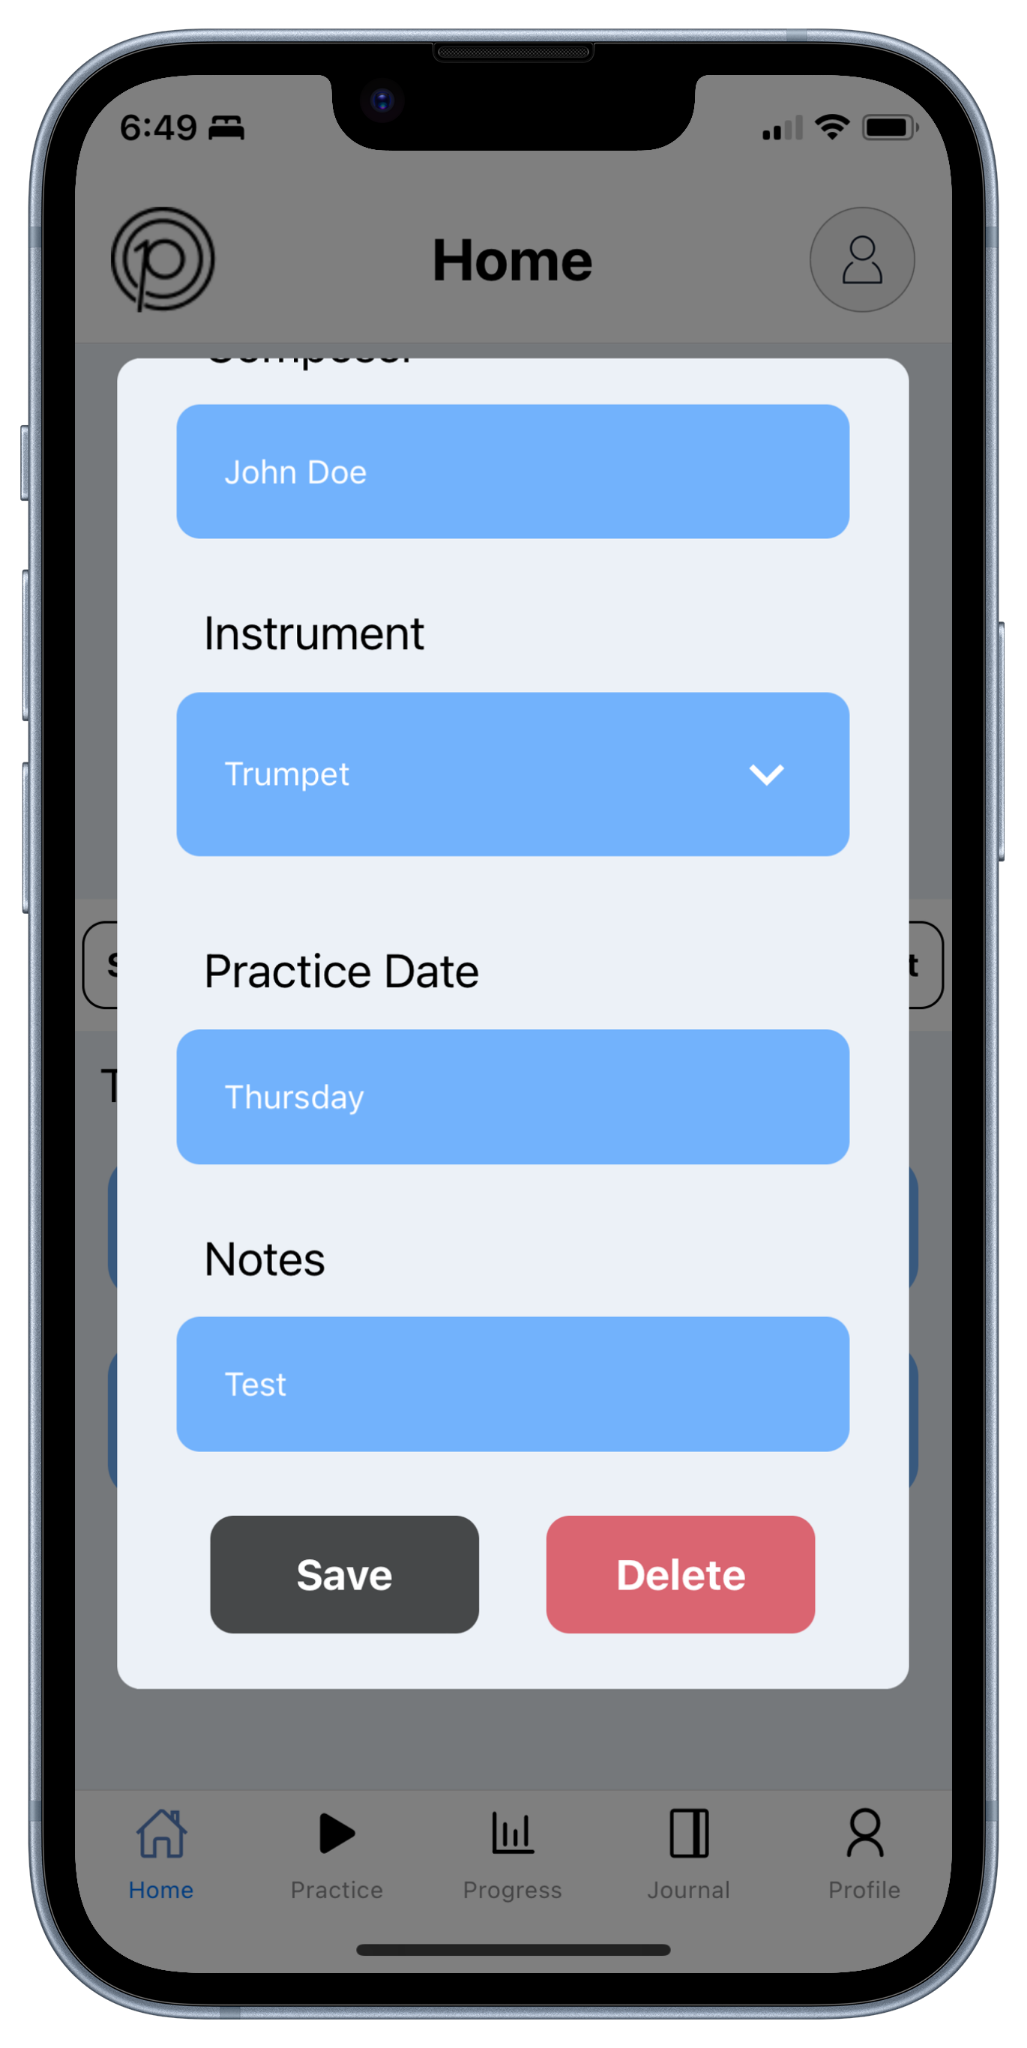 6:49
Home
Composer
John Doe
Instrument
Trumpet
Practice Date
Thursday
Notes
Test
Save
Delete
Home
Practice
Progress
Journal
Profile